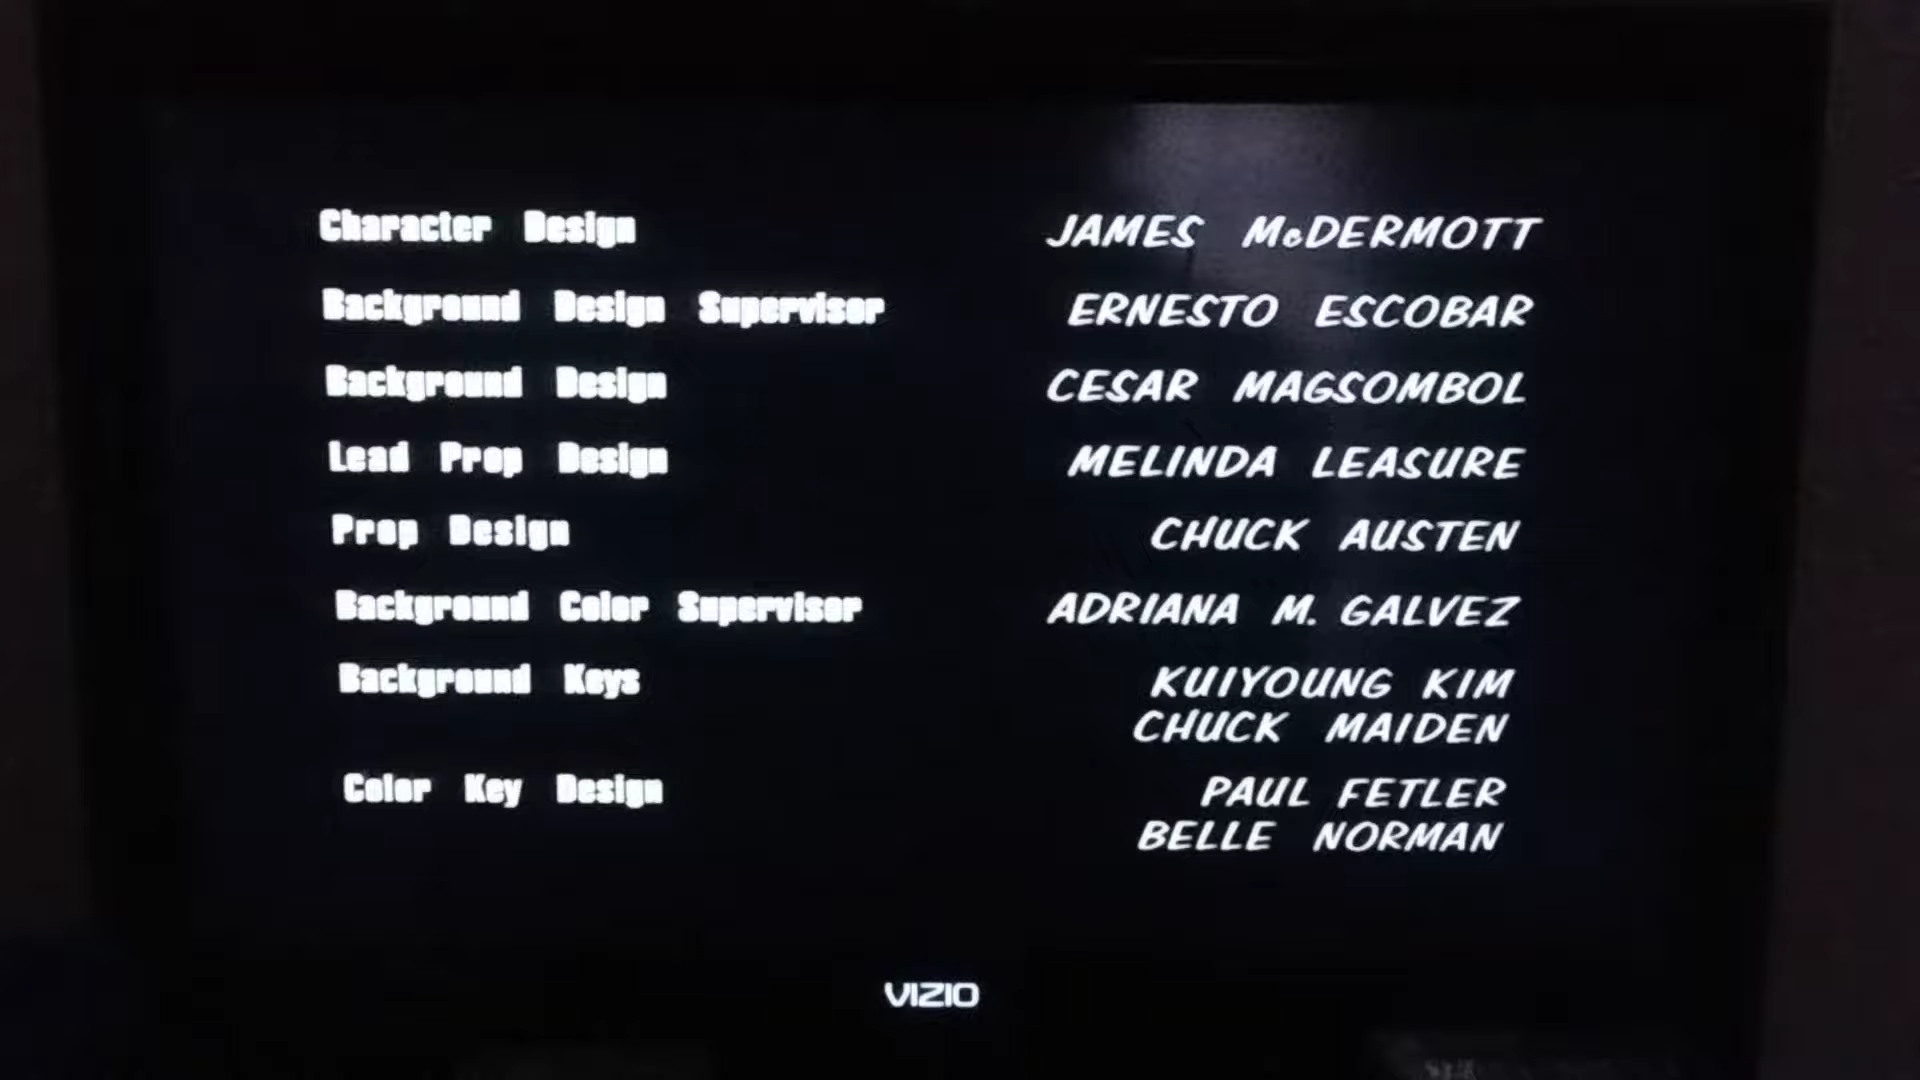 Character Design JAMES McDERMOTT
Background Design Supervisor ERNESTO ESCOBAR
Background Design CESAR MAGSOMBOL
Lead Prop Design MELINDA LEASURE
Prop Design CHUCK AUSTEN
Background Color Supervisor ADRIANA M. GALVEZ
Background Keys KUIYOUNG KIM
CHUCK MAIDEN
Color Key Design PAUL FETLER
BELLE NORMAN
VIZIO